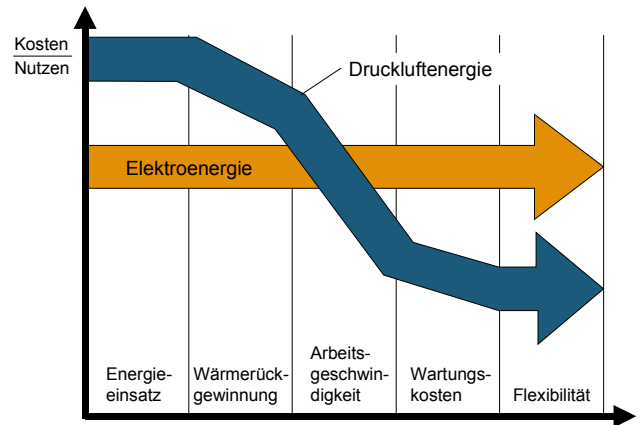 Kosten
Nutzen
Druckluftenergie
Elektroenergie
Energie-
einsatz
Wärmerück-
gewinnung
Arbeits-
geschwin-
digkeit
Wartungs-
kosten
Flexibilität